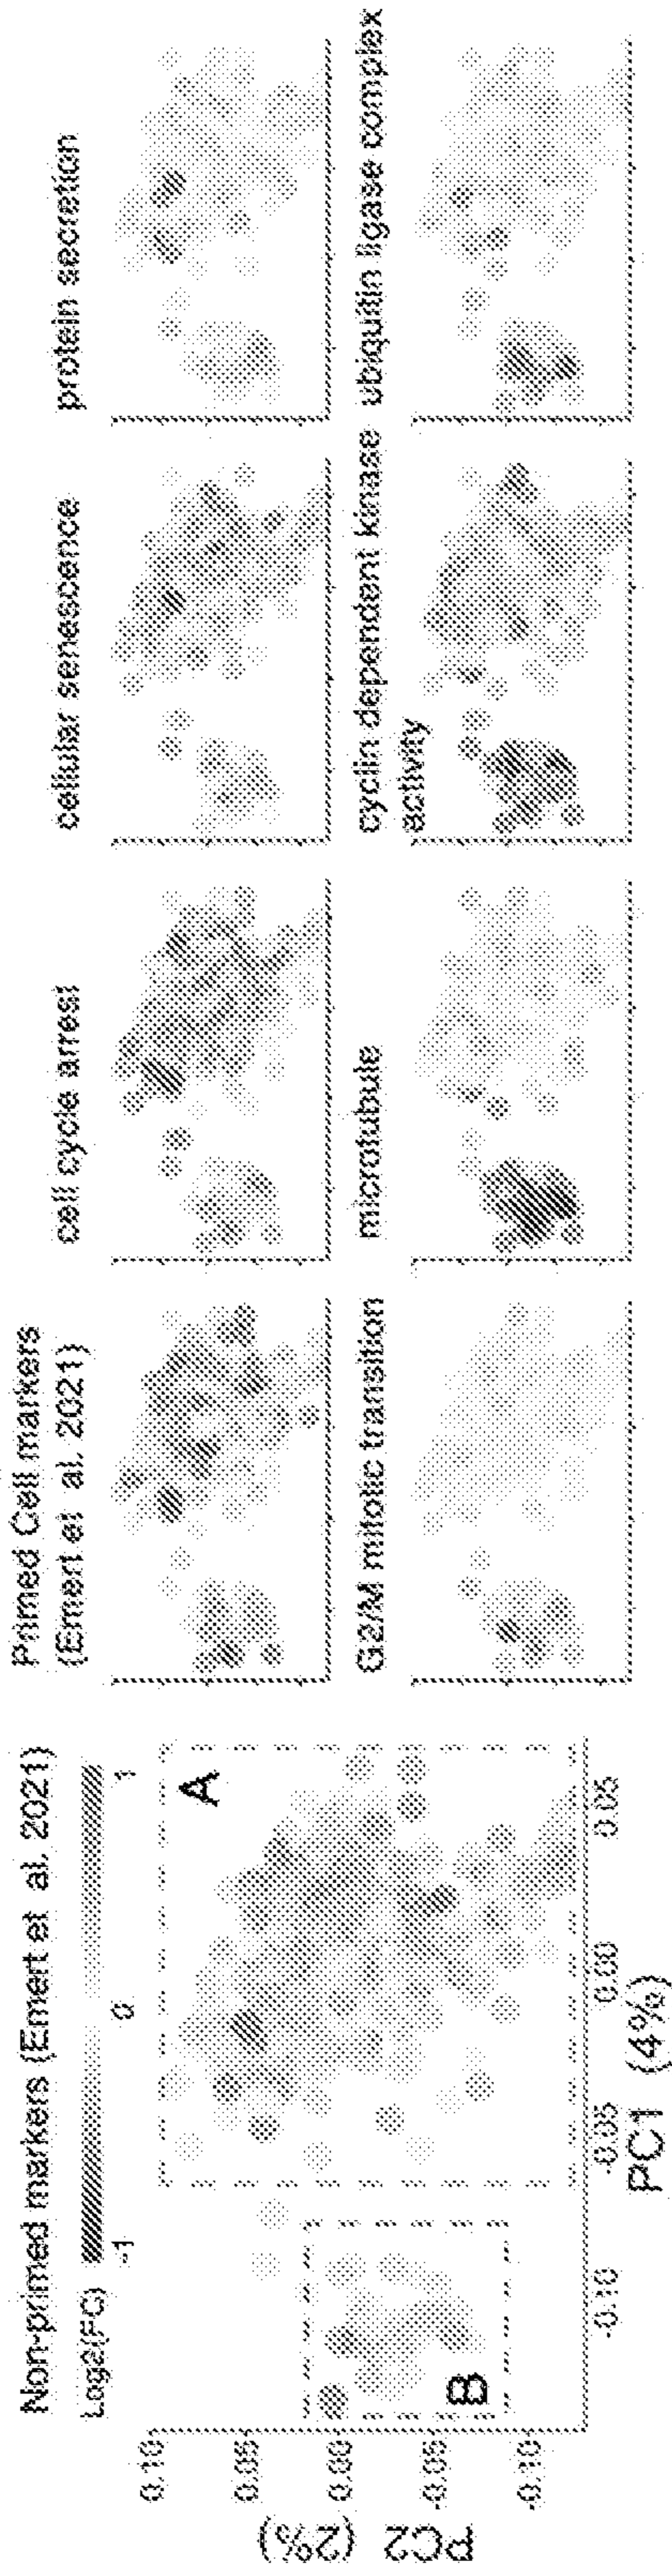 Non-primed markers (Emert et al. 2021)
Log2(FC)
-1
0
1
A
B
0.10
0.05
0.00
-0.05
-0.10
PC2 (2%)
-0.10
-0.05
0.00
0.05
PC1 (4%)
Primed Cell markers
(Emert et al. 2021)
cell cycle arrest
cellular senescence
protein secretion
G2/M mitotic transition
microtubule
cyclin dependent kinase
activity
ubiquitin ligase complex